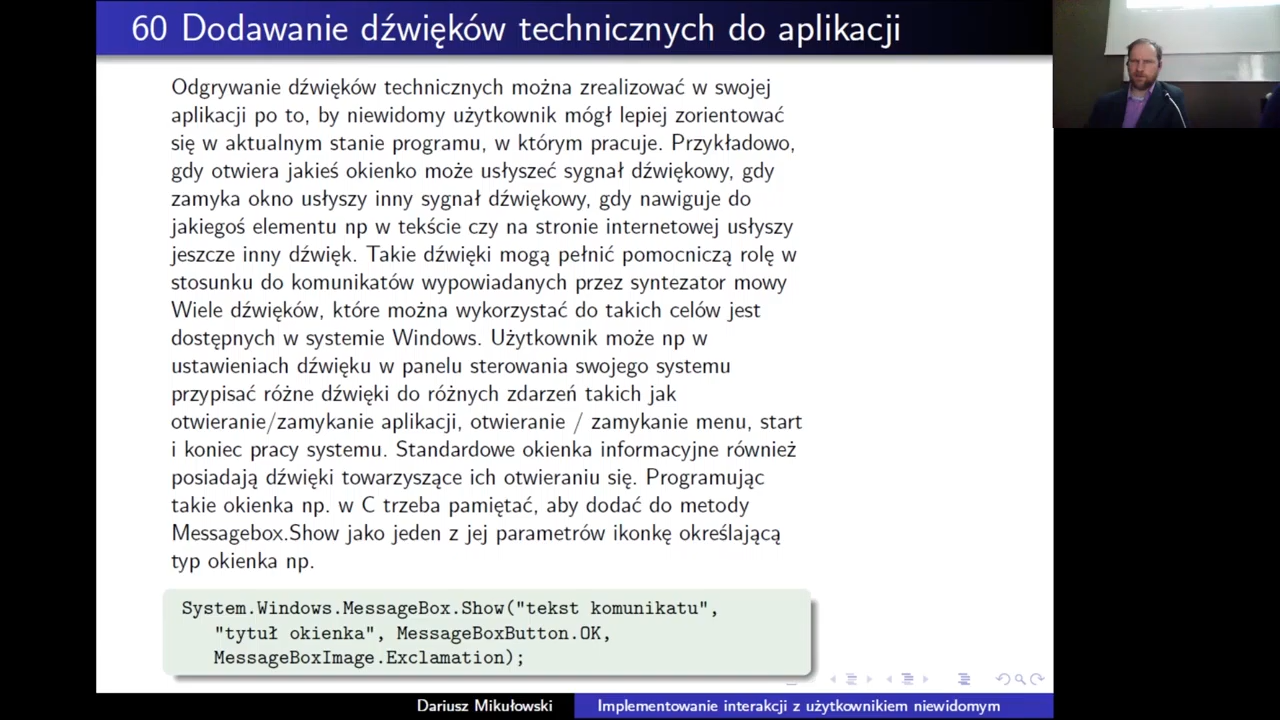 60 Dodawanie dźwięków technicznych do aplikacji
Odgrywanie dźwięków technicznych można zrealizować w swojej
aplikacji po to, by niewidomy użytkownik mógł lepiej zorientować
się w aktualnym stanie programu, w którym pracuje. Przykładowo,
gdy otwiera jakieś okienko może usłyszeć sygnał dźwiękowy, gdy
zamyka okno usłyszy inny sygnał dźwiękowy, gdy nawiguje do
jakiegoś elementu np w tekście czy na stronie internetowej usłyszy
jeszcze inny dźwięk. Takie dźwięki mogą pełnić pomocniczą rolę w
stosunku do komunikatów wypowiadanych przez syntezator mowy
Wiele dźwięków, które można wykorzystać do takich celów jest
dostępnych w systemie Windows. Użytkownik może np w
ustawieniach dźwięku w panelu sterowania swojego systemu
przypisać różne dźwięki do różnych zdarzeń takich jak
otwieranie/zamykanie aplikacji, otwieranie / zamykanie menu, start
i koniec pracy systemu. Standardowe okienka informacyjne również
posiadają dźwięki towarzyszące ich otwieraniu się. Programując
takie okienka np. w C trzeba pamiętać, aby dodać do metody
Messagebox.Show jako jeden z jej parametrów ikonkę określającą
typ okienka np.
System.Windows.MessageBox.Show("tekst komunikatu",
"tytuł okienka", MessageBoxButton.OK,
MessageBoxImage.Exclamation);
Dariusz Mikułowski Implementowanie interakcji z użytkownikiem niewidomym